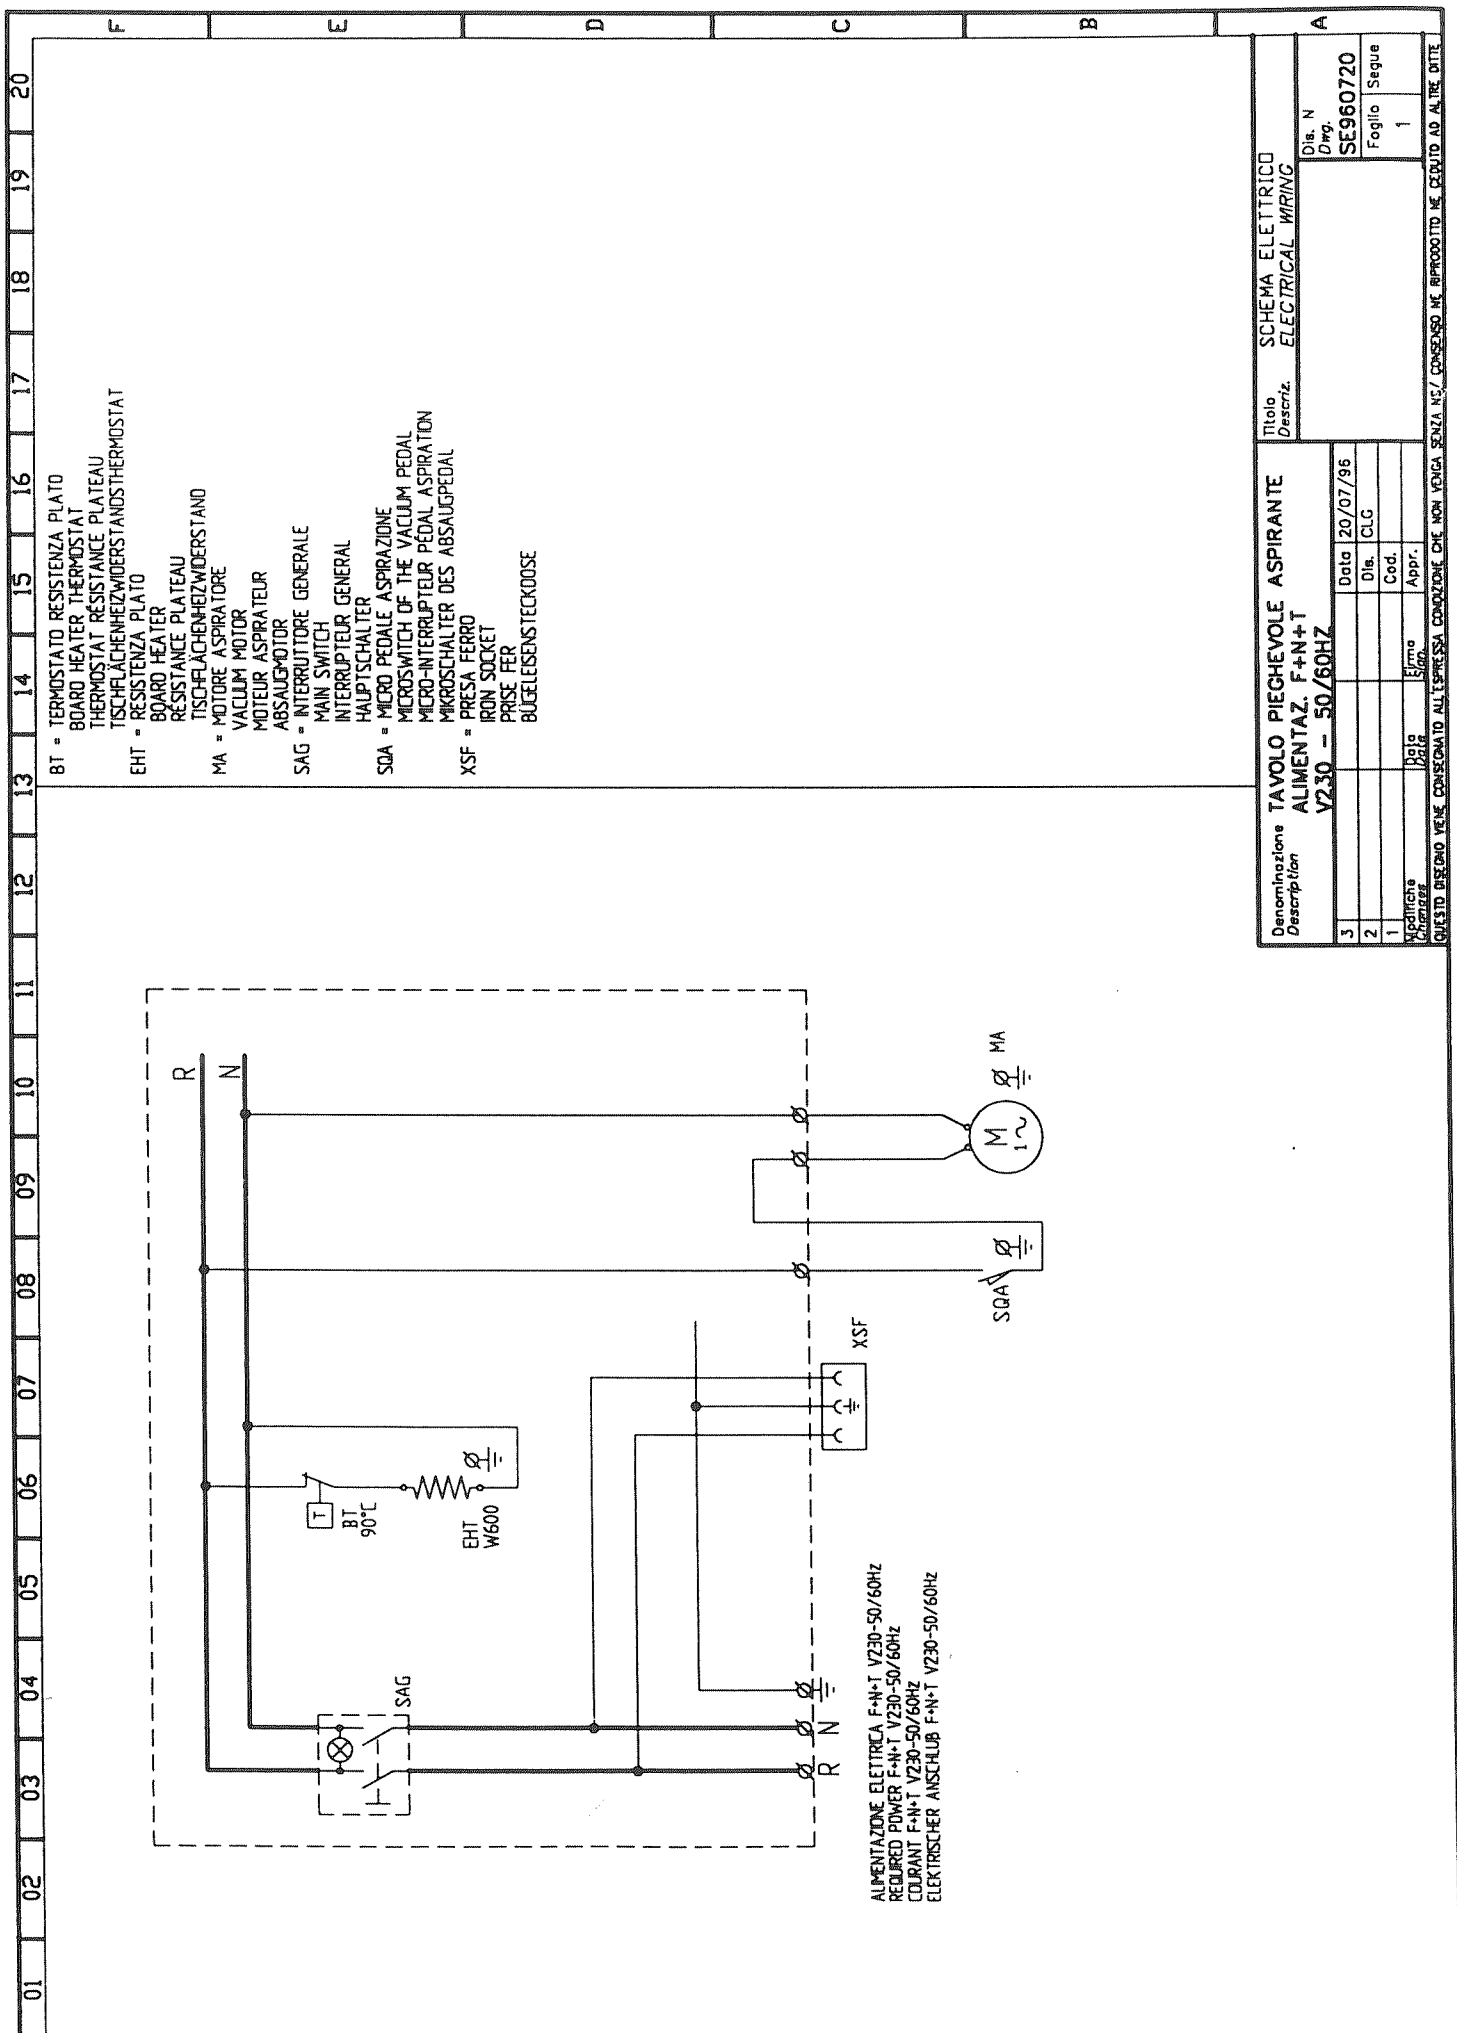 F
E
D
C
B
A
01
02
03
04
05
06
07
08
09
10
11
12
13
14
15
16
17
18
19
20
BT = TERMOSTATO RESISTENZA PLATO
BOARD HEATER THERMOSTAT
THERMOSTAT RÉSISTANCE PLATEAU
TISCHFLÄCHENHEIZWIDERSTANDSTHERMOSTAT
EHT = RESISTENZA PLATO
BOARD HEATER
RÉSISTANCE PLATEAU
TISCHFLÄCHENHEIZWIDERSTAND
MA = MOTORE ASPIRATORE
VACUUM MOTOR
MOTEUR ASPIRATEUR
ABSAUGMOTOR
SAG = INTERRUTTORE GENERALE
MAIN SWITCH
INTERRUPTEUR GENERAL
HAUPTSCHALTER
SQA = MICRO PEDALE ASPIRAZIONE
MICROSWITCH OF THE VACUUM PEDAL
MICRO-INTERRUPTEUR PÉDAL ASPIRATION
MIKROSCHALTER DES ABSAUGPEDAL
XSF = PRESA FERRO
IRON SOCKET
PRISE FER
BÜGELEISENSTECKDOSE
R
N
T
BT
90°C
EHT
W600
SAG
XSF
SQA
M
1~
MA
R
N
ALIMENTAZIONE ELETTRICA F+N+T V230-50/60Hz
REQUIRED POWER F+N+T V230-50/60Hz
COURANT F+N+T V230-50/60Hz
ELEKTRISCHER ANSCHLUB F+N+T V230-50/60Hz
Denominazione TAVOLO PIEGHEVOLE ASPIRANTE
Description ALIMENTAZ. F+N+T
V230 - 50/60HZ
Titolo SCHEMA ELETTRICO
Descriz. ELECTRICAL WIRING
Dis. N
Dwg.
SE960720
Foglio Segue
1
3 Data 20/07/96
2 Dis. CLG
1 Cod.
Modifiche Data Firma Appr.
Changes Date Sign.
QUESTO DISEGNO VIENE CONSEGNATO ALL'ESPRESSA CONDIZIONE CHE NON VENGA SENZA NS/ CONSENSO NE RIPRODOTTO NE CEDUTO AD ALTRE DITTE